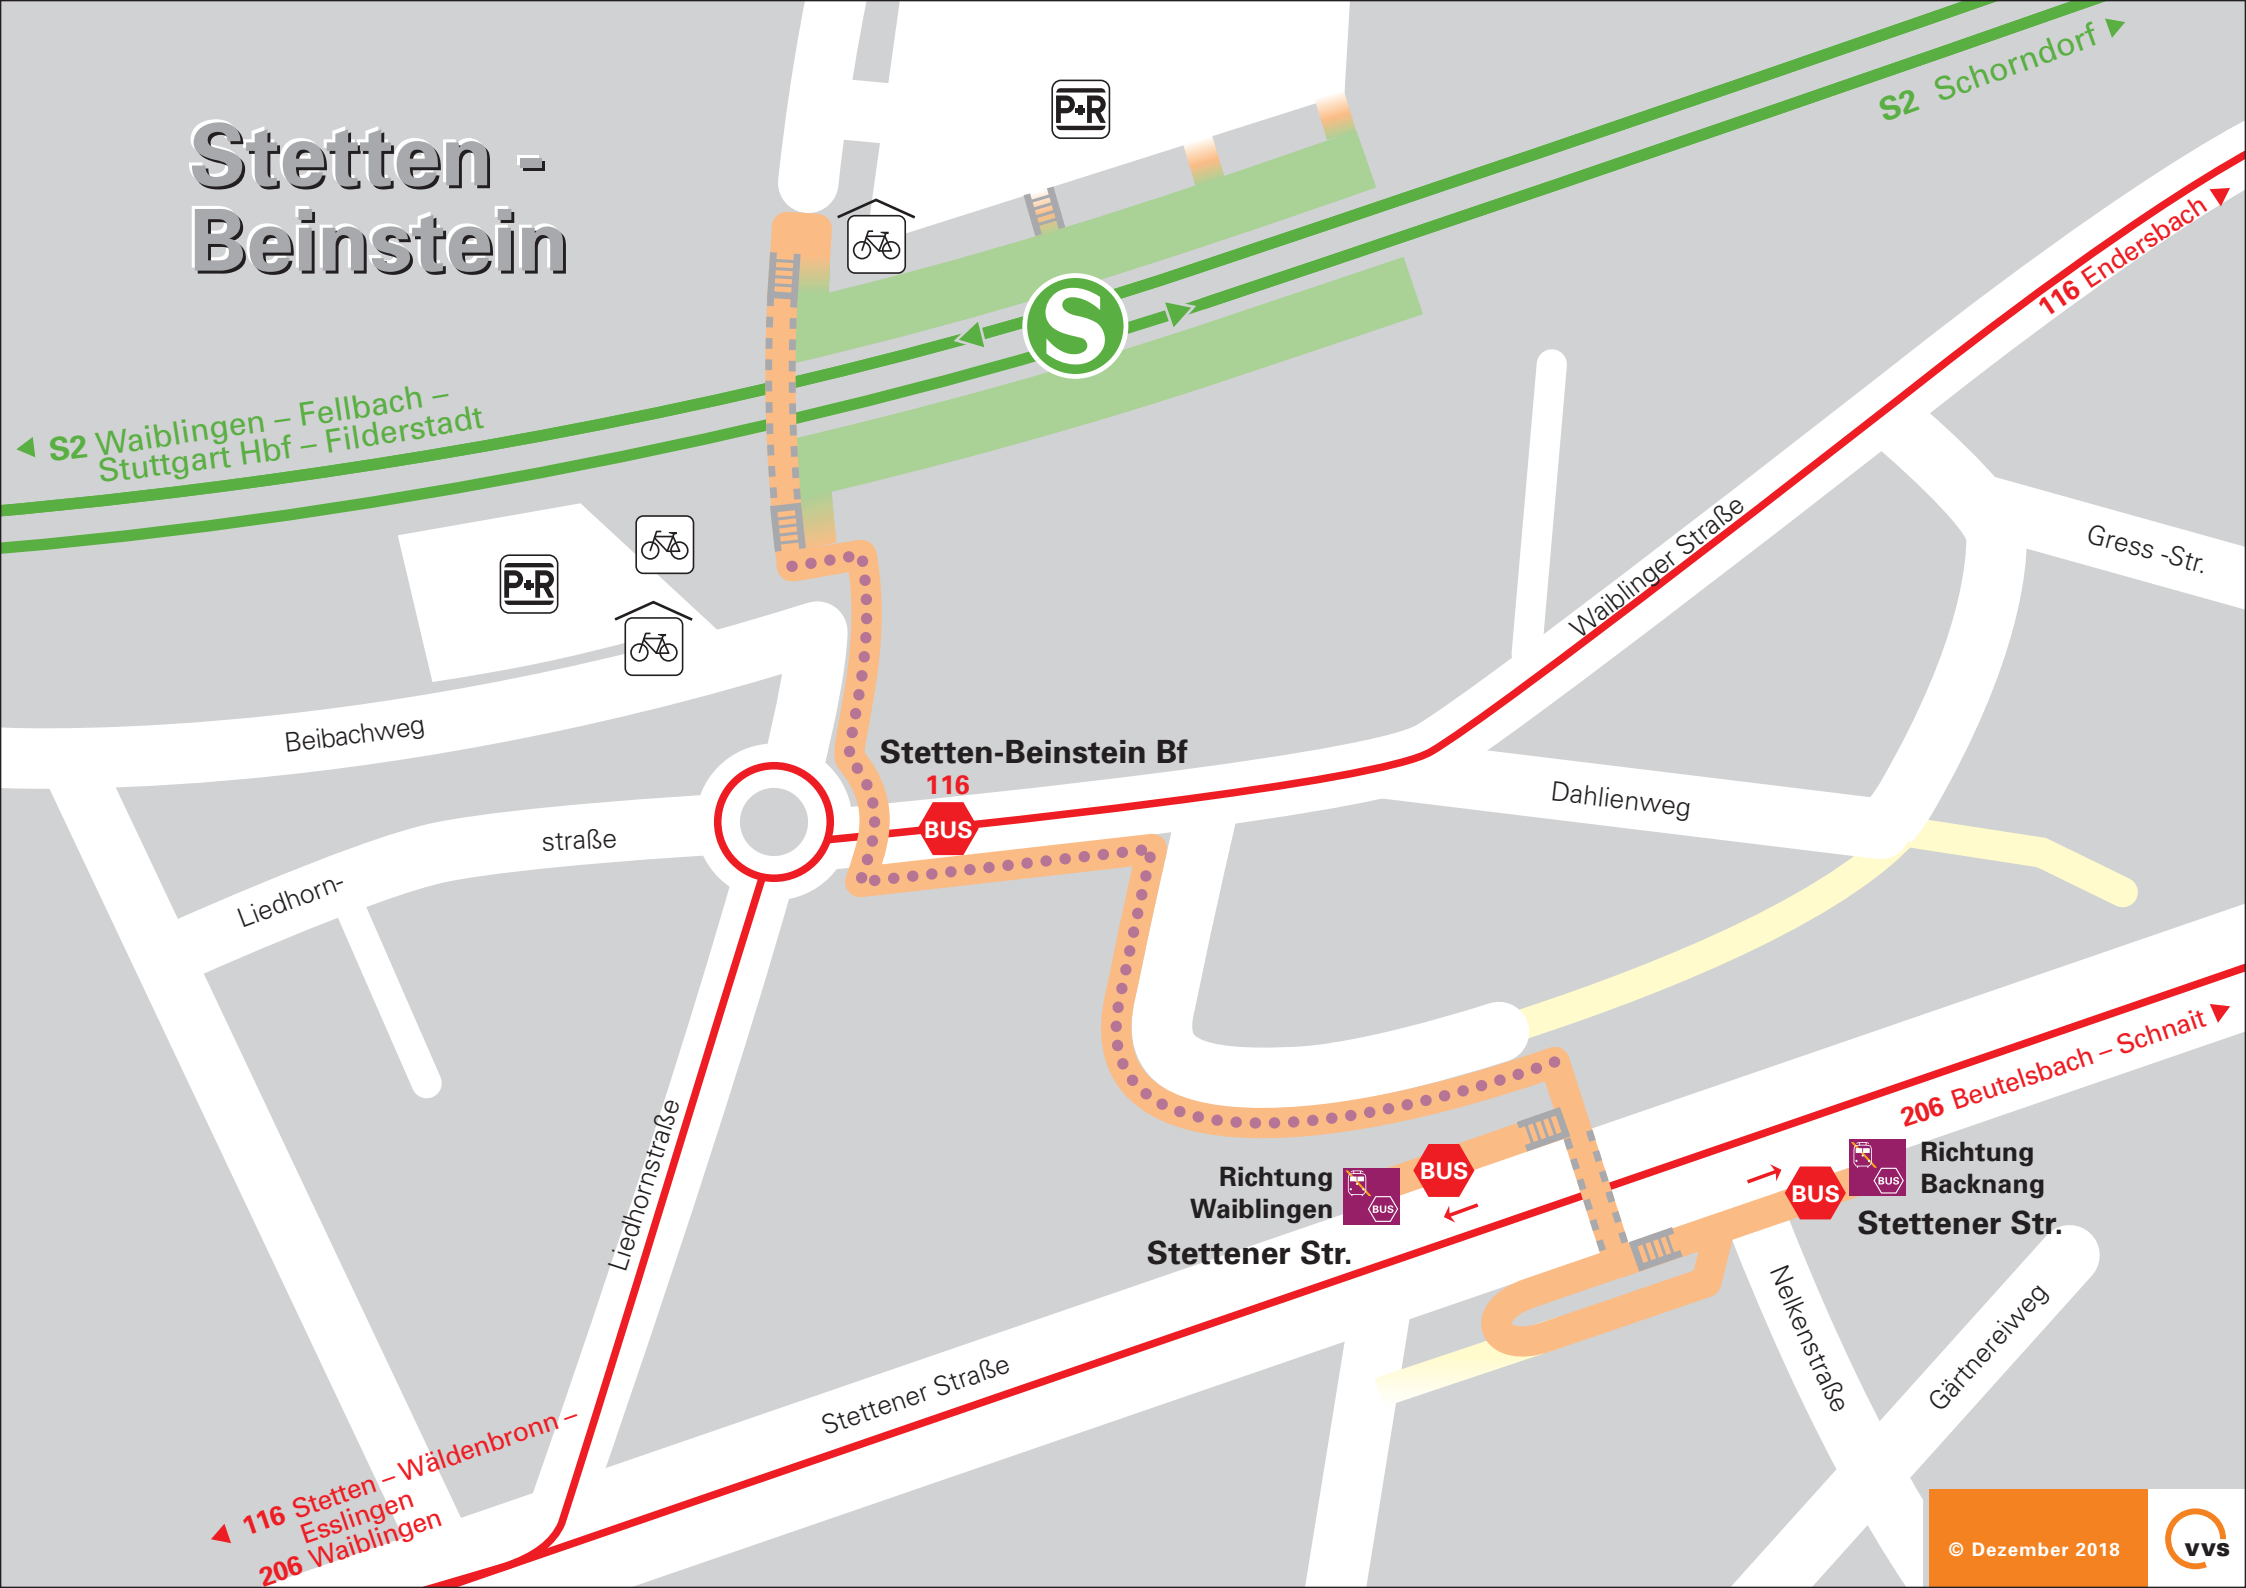 Stetten -
Beinstein
P+R
S2 Schorndorf
116 Endersbach
S
S2 Waiblingen – Fellbach –
Stuttgart Hbf – Filderstadt
P+R
Waiblinger Straße
Gress -Str.
Beibachweg
Stetten-Beinstein Bf
116
BUS
Dahlienweg
straße
Liedhorn-
Liedhornstraße
206 Beutelsbach – Schnait
Richtung
Waiblingen
BUS
BUS
Stettener Str.
BUS
BUS
Richtung
Backnang
Stettener Str.
Nelkenstraße
Gärtnereiweg
Stettener Straße
116 Stetten – Wäldenbronn –
Esslingen
206 Waiblingen
© Dezember 2018
vvs